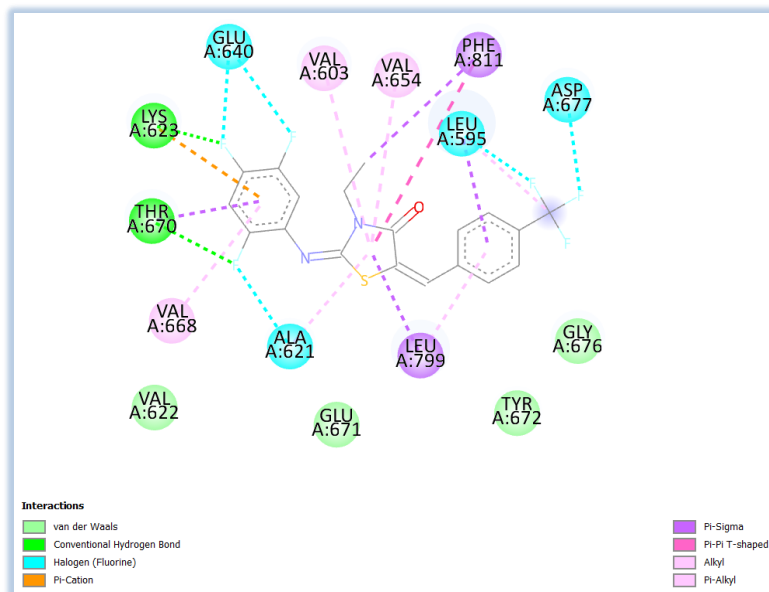 GLU
A:640
VAL
A:603
VAL
A:654
PHE
A:811
ASP
A:677
LYS
A:623
LEU
A:595
THR
A:670
F
F
F
F
F
F
N
O
N
S
VAL
A:668
ALA
A:621
LEU
A:799
GLY
A:676
VAL
A:622
GLU
A:671
TYR
A:672
Interactions
van der Waals
Conventional Hydrogen Bond
Halogen (Fluorine)
Pi-Cation
Pi-Sigma
Pi-Pi T-shaped
Alkyl
Pi-Alkyl